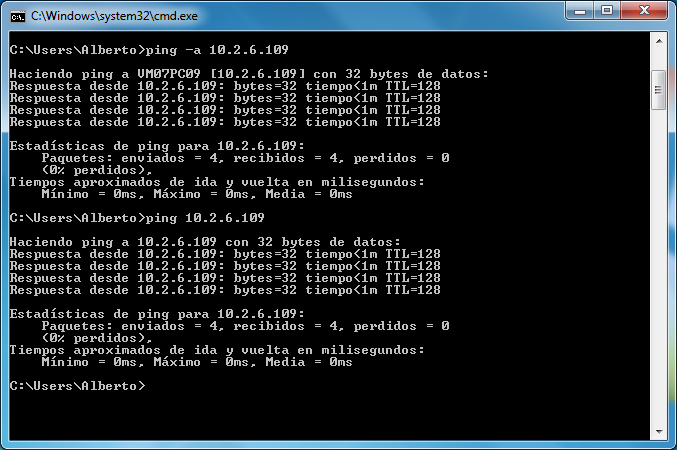 C:\Windows\system32\cmd.exe
C:\Users\Alberto>ping -a 10.2.6.109
Haciendo ping a VM07PC09 [10.2.6.109] con 32 bytes de datos:
Respuesta desde 10.2.6.109: bytes=32 tiempo<1m TTL=128
Respuesta desde 10.2.6.109: bytes=32 tiempo<1m TTL=128
Respuesta desde 10.2.6.109: bytes=32 tiempo<1m TTL=128
Respuesta desde 10.2.6.109: bytes=32 tiempo<1m TTL=128
Estadísticas de ping para 10.2.6.109:
Paquetes: enviados = 4, recibidos = 4, perdidos = 0
(0% perdidos),
Tiempos aproximados de ida y vuelta en milisegundos:
Mínimo = 0ms, Máximo = 0ms, Media = 0ms
C:\Users\Alberto>ping 10.2.6.109
Haciendo ping a 10.2.6.109 con 32 bytes de datos:
Respuesta desde 10.2.6.109: bytes=32 tiempo<1m TTL=128
Respuesta desde 10.2.6.109: bytes=32 tiempo<1m TTL=128
Respuesta desde 10.2.6.109: bytes=32 tiempo<1m TTL=128
Respuesta desde 10.2.6.109: bytes=32 tiempo<1m TTL=128
Estadísticas de ping para 10.2.6.109:
Paquetes: enviados = 4, recibidos = 4, perdidos = 0
(0% perdidos),
Tiempos aproximados de ida y vuelta en milisegundos:
Mínimo = 0ms, Máximo = 0ms, Media = 0ms
C:\Users\Alberto>